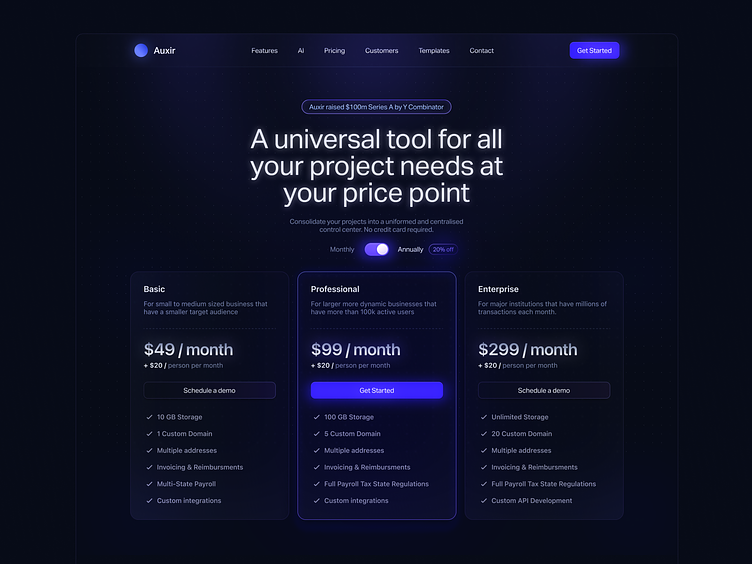 Auxir
Features AI Pricing Customers Templates Contact
Get Started
Auxir raised $100m Series A by Y Combinator
A universal tool for all
your project needs at
your price point
Consolidate your projects into a uniformed and centralised
control center. No credit card required.
Monthly Annually 20% off
Basic
For small to medium sized business that
have a smaller target audience
$49 / month
+ $20 / person per month
Schedule a demo
10 GB Storage
1 Custom Domain
Multiple addresses
Invoicing & Reimbursments
Multi-State Payroll
Custom integrations
Professional
For larger more dynamic businesses that
have more than 100k active users
$99 / month
+ $20 / person per month
Get Started
100 GB Storage
5 Custom Domain
Multiple addresses
Invoicing & Reimbursments
Full Payroll Tax State Regulations
Custom integrations
Enterprise
For major institutions that have millions of
transactions each month.
$299 / month
+ $20 / person per month
Schedule a demo
Unlimited Storage
20 Custom Domain
Multiple addresses
Invoicing & Reimbursments
Full Payroll Tax State Regulations
Custom API Development